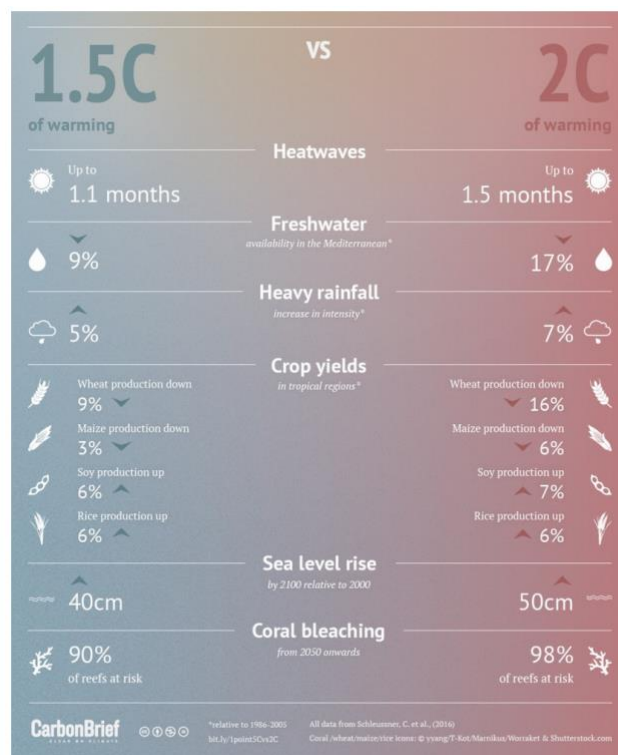 1.5C VS 2C
of warming of warming
Heatwaves
Up to Up to
1.1 months 1.5 months
Freshwater
availability in the Mediterranean*
9% 17%
Heavy rainfall
increase in intensity*
5% 7%
Crop yields
in tropical regions*
Wheat production down Wheat production down
9% 16%
Maize production down Maize production down
3% 6%
Soy production up Soy production up
6% 7%
Rice production up Rice production up
6% 6%
Sea level rise
by 2100 relative to 2000
40cm 50cm
Coral bleaching
from 2050 onwards
90% 98%
of reefs at risk of reefs at risk
CarbonBrief
CLEAR ON CLIMATE
*relative to 1986-2005 All data from Schleussner, C. et al., (2016)
bit.ly/1point5Cvs2C Coral/wheat/maize/rice icons: © yyang/T-Kot/Marnikus/Worraket & Shutterstock.com